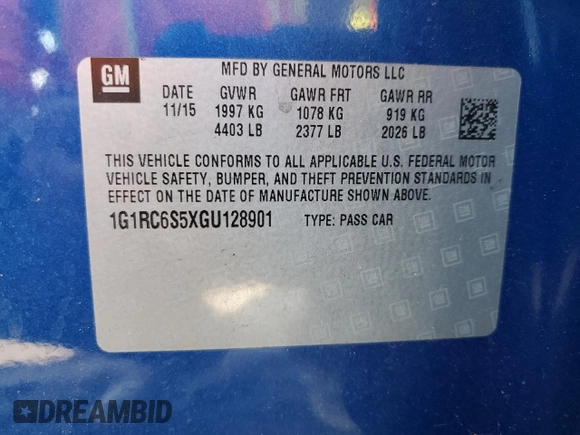 GM
MFD BY GENERAL MOTORS LLC
DATE GVWR GAWR FRT GAWR RR
11/15 1997 KG 1078 KG 919 KG
4403 LB 2377 LB 2026 LB
THIS VEHICLE CONFORMS TO ALL APPLICABLE U.S. FEDERAL MOTOR
VEHICLE SAFETY, BUMPER, AND THEFT PREVENTION STANDARDS IN
EFFECT ON THE DATE OF MANUFACTURE SHOWN ABOVE.
1G1RC6S5XGU128901 TYPE: PASS CAR
DREAMBID